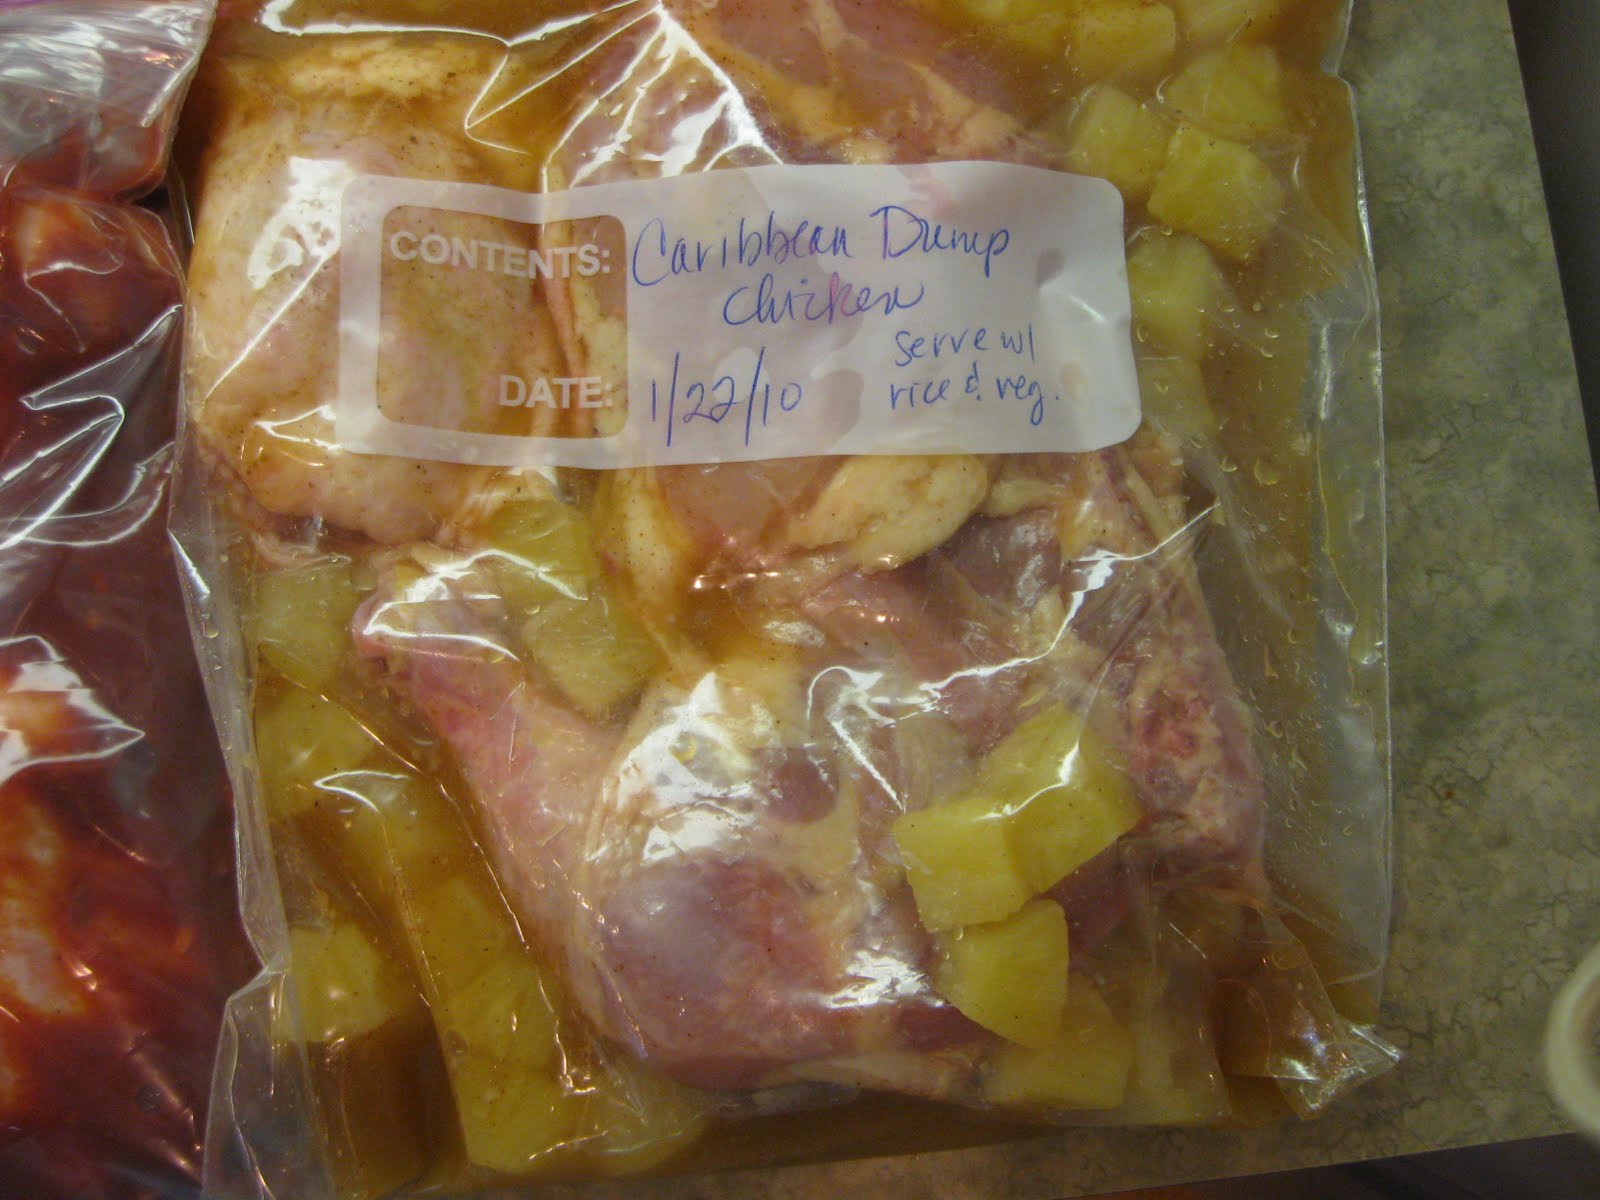 CONTENTS: Caribbean Dump
Chicken
DATE: 1/22/10
serve w/
rice & veg.